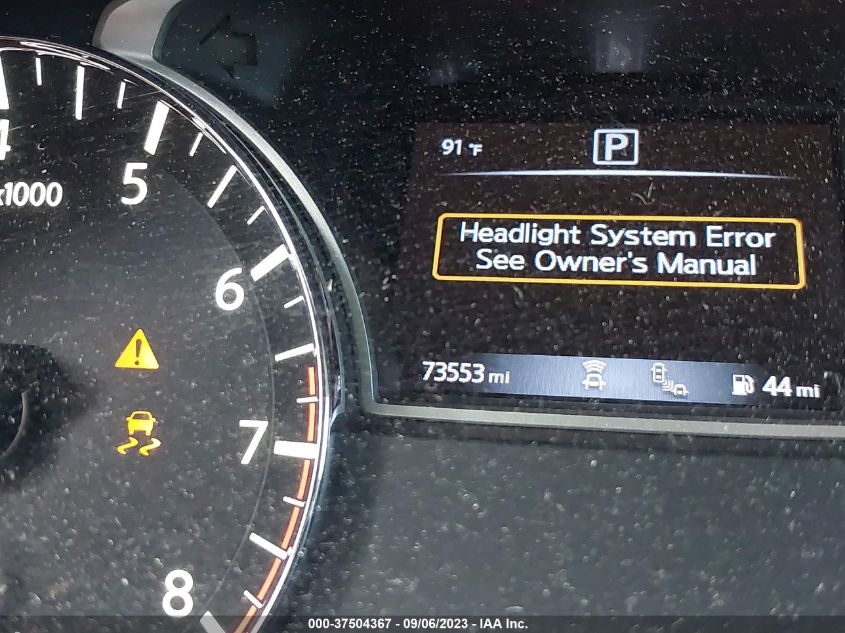 4
5
x1000
6
7
8
91 °F
P
Headlight System Error
See Owner's Manual
73553 mi
44 mi
000-37504367 - 09/06/2023 - IAA Inc.